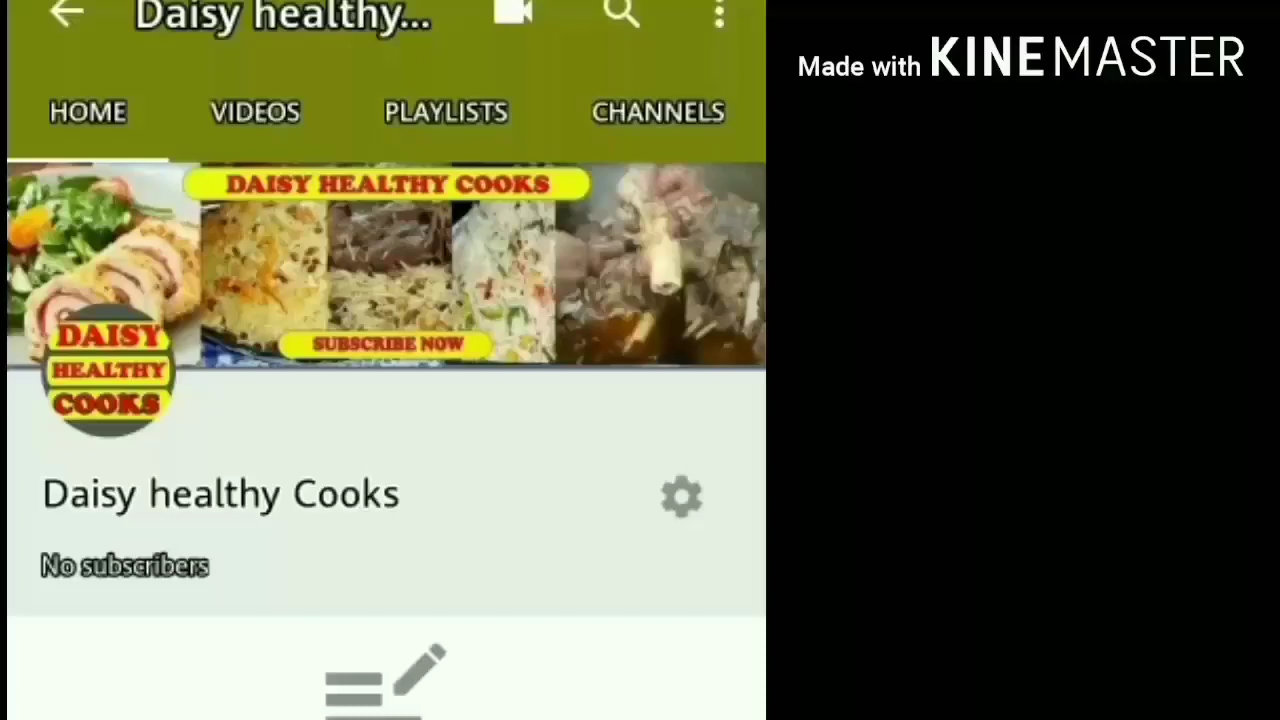 Daisy healthy...
Made with KINEMASTER
HOME VIDEOS PLAYLISTS CHANNELS
DAISY HEALTHY COOKS
SUBSCRIBE NOW
DAISY
HEALTHY
COOKS
Daisy healthy Cooks
No subscribers